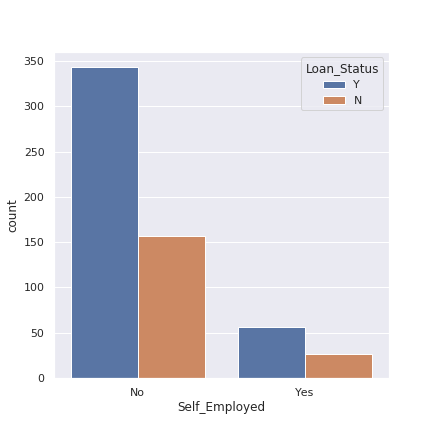 Loan_Status
Y
N
350
300
250
200
150
100
50
0
count
No Yes
Self_Employed